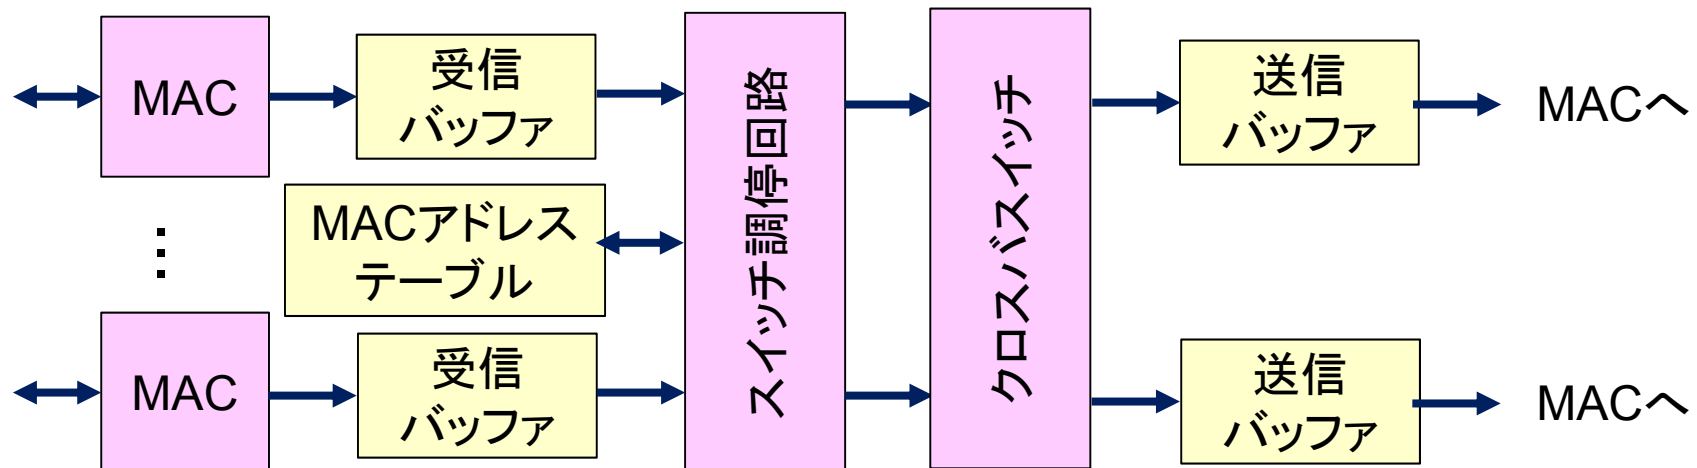 MAC
受信
バッファ
スイッチ調停回路
クロスバスイッチ
送信
バッファ
MACへ
MACアドレス
テーブル
MAC
受信
バッファ
送信
バッファ
MACへ